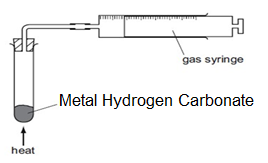 gas syringe
Metal Hydrogen Carbonate
heat